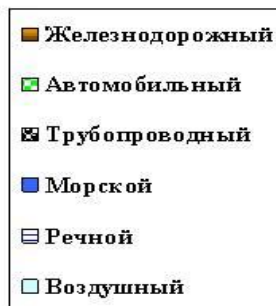 Железнодорожный
Автомобильный
Трубопроводный
Морской
Речной
Воздушный